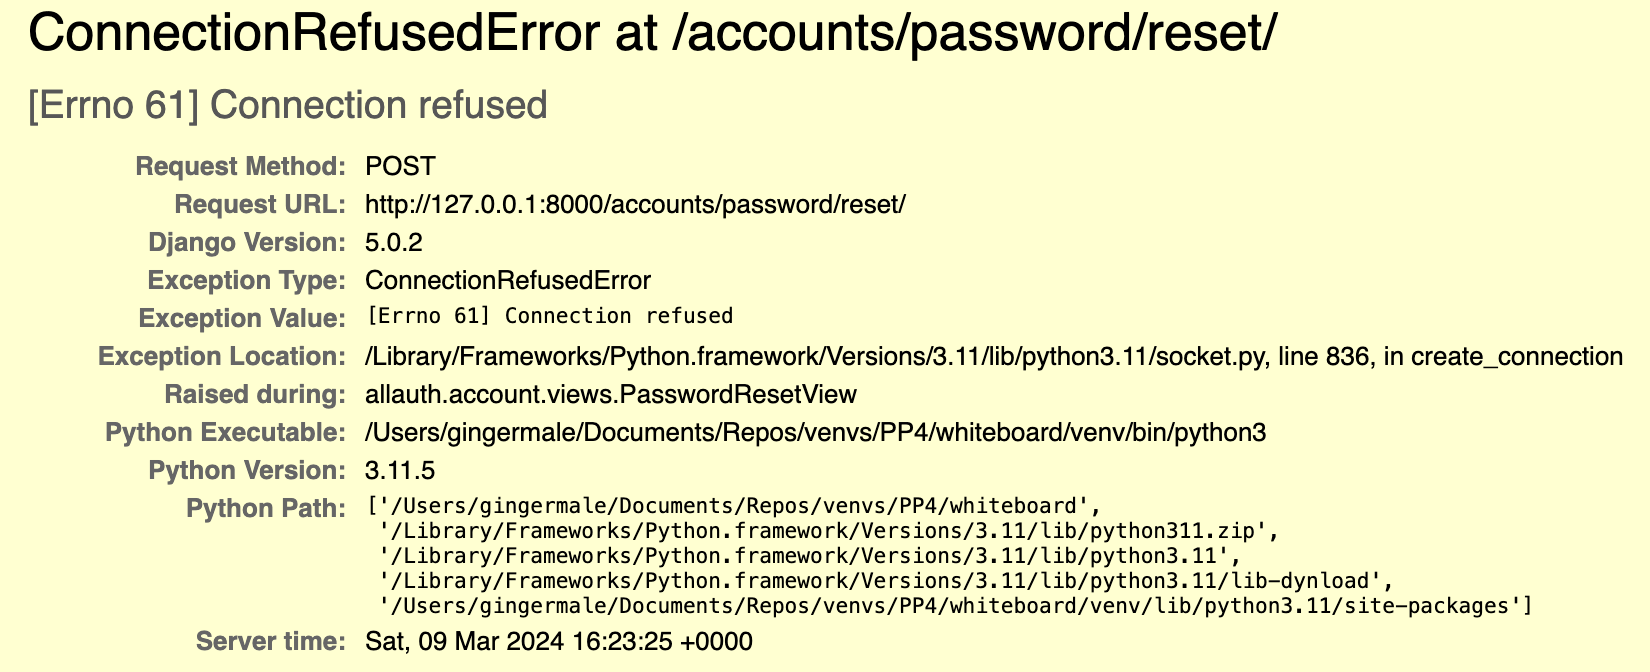 ConnectionRefusedError at /accounts/password/reset/
[Errno 61] Connection refused
Request Method: POST
Request URL: http://127.0.0.1:8000/accounts/password/reset/
Django Version: 5.0.2
Exception Type: ConnectionRefusedError
Exception Value: [Errno 61] Connection refused
Exception Location: /Library/Frameworks/Python.framework/Versions/3.11/lib/python3.11/socket.py, line 836, in create_connection
Raised during: allauth.account.views.PasswordResetView
Python Executable: /Users/gingermale/Documents/Repos/venvs/PP4/whiteboard/venv/bin/python3
Python Version: 3.11.5
Python Path: ['/Users/gingermale/Documents/Repos/venvs/PP4/whiteboard',
'/Library/Frameworks/Python.framework/Versions/3.11/lib/python311.zip',
'/Library/Frameworks/Python.framework/Versions/3.11/lib/python3.11',
'/Library/Frameworks/Python.framework/Versions/3.11/lib/python3.11/lib-dynload',
'/Users/gingermale/Documents/Repos/venvs/PP4/whiteboard/venv/lib/python3.11/site-packages']
Server time: Sat, 09 Mar 2024 16:23:25 +0000